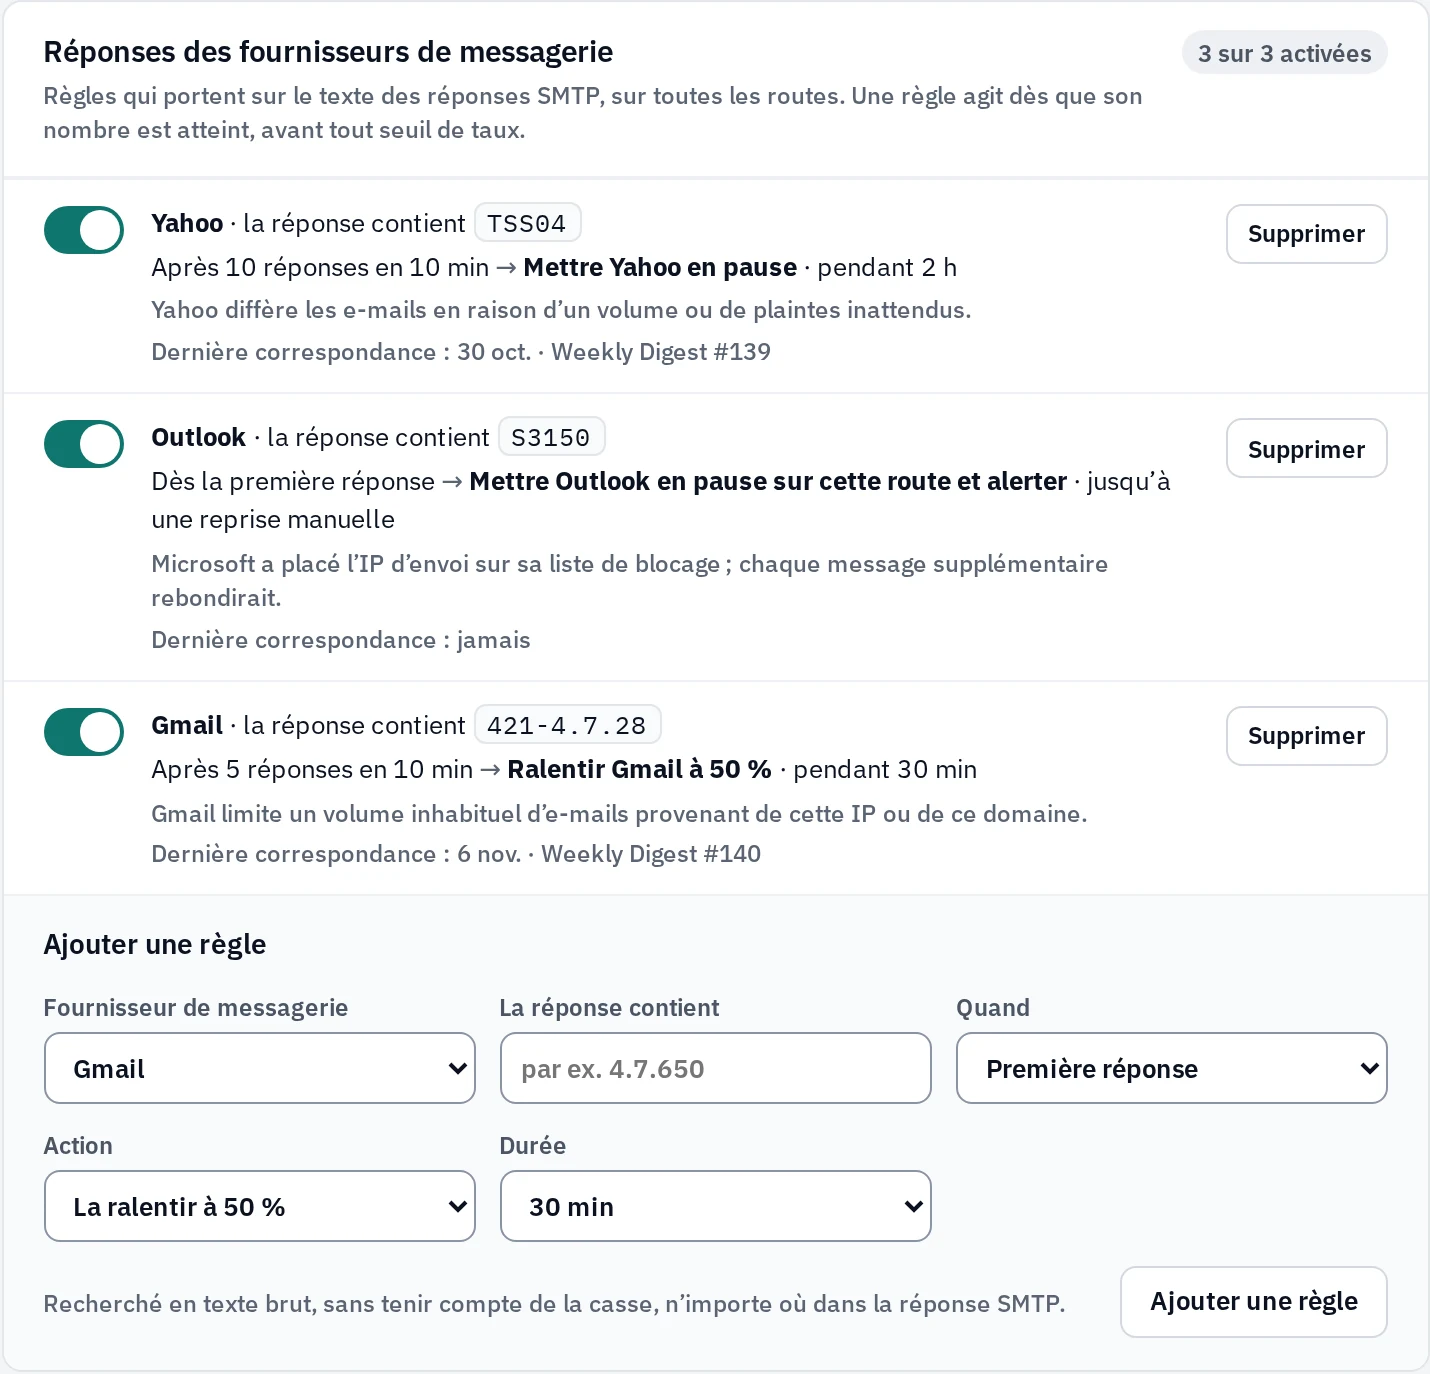 Réponses des fournisseurs de messagerie
3 sur 3 activées
Règles qui portent sur le texte des réponses SMTP, sur toutes les routes. Une règle agit dès que son
nombre est atteint, avant tout seuil de taux.
Yahoo · la réponse contient TSS04
Supprimer
Après 10 réponses en 10 min → Mettre Yahoo en pause · pendant 2 h
Yahoo diffère les e-mails en raison d’un volume ou de plaintes inattendus.
Dernière correspondance : 30 oct. · Weekly Digest #139
Outlook · la réponse contient S3150
Supprimer
Dès la première réponse → Mettre Outlook en pause sur cette route et alerter · jusqu’à
une reprise manuelle
Microsoft a placé l’IP d’envoi sur sa liste de blocage ; chaque message supplémentaire
rebondirait.
Dernière correspondance : jamais
Gmail · la réponse contient 421-4.7.28
Supprimer
Après 5 réponses en 10 min → Ralentir Gmail à 50 % · pendant 30 min
Gmail limite un volume inhabituel d’e-mails provenant de cette IP ou de ce domaine.
Dernière correspondance : 6 nov. · Weekly Digest #140
Ajouter une règle
Fournisseur de messagerie
La réponse contient
Quand
Gmail
par ex. 4.7.650
Première réponse
Action
Durée
La ralentir à 50 %
30 min
Recherché en texte brut, sans tenir compte de la casse, n’importe où dans la réponse SMTP.
Ajouter une règle